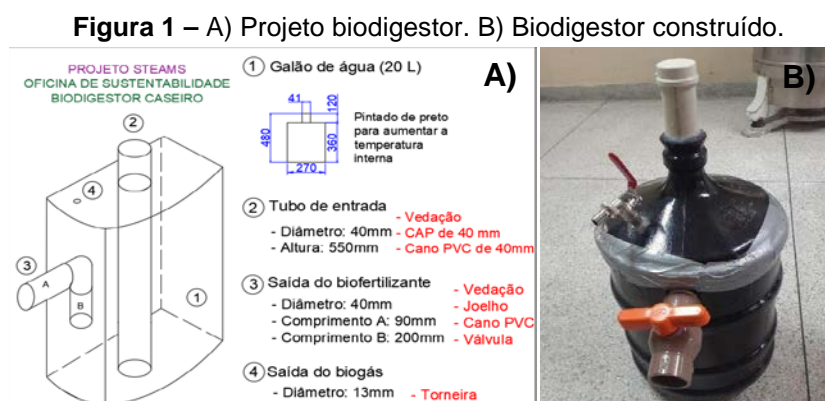 Figura 1 – A) Projeto biodigestor. B) Biodigestor construído.
PROJETO STEAMS
OFICINA DE SUSTENTABILIDADE
BIODIGESTOR CASEIRO
2
4
3
A
B
1
1 Galão de água (20 L)
A)
41
120
480
360
270
Pintado de preto
para aumentar a
temperatura
interna
2 Tubo de entrada
- Diâmetro: 40mm
- Altura: 550mm
- Vedação
- CAP de 40 mm
- Cano PVC de 40mm
3 Saída do biofertilizante
- Diâmetro: 40mm
- Comprimento A: 90mm
- Comprimento B: 200mm
- Vedação
- Joelho
- Cano PVC
- Válvula
4 Saída do biogás
- Diâmetro: 13mm
- Torneira
B)